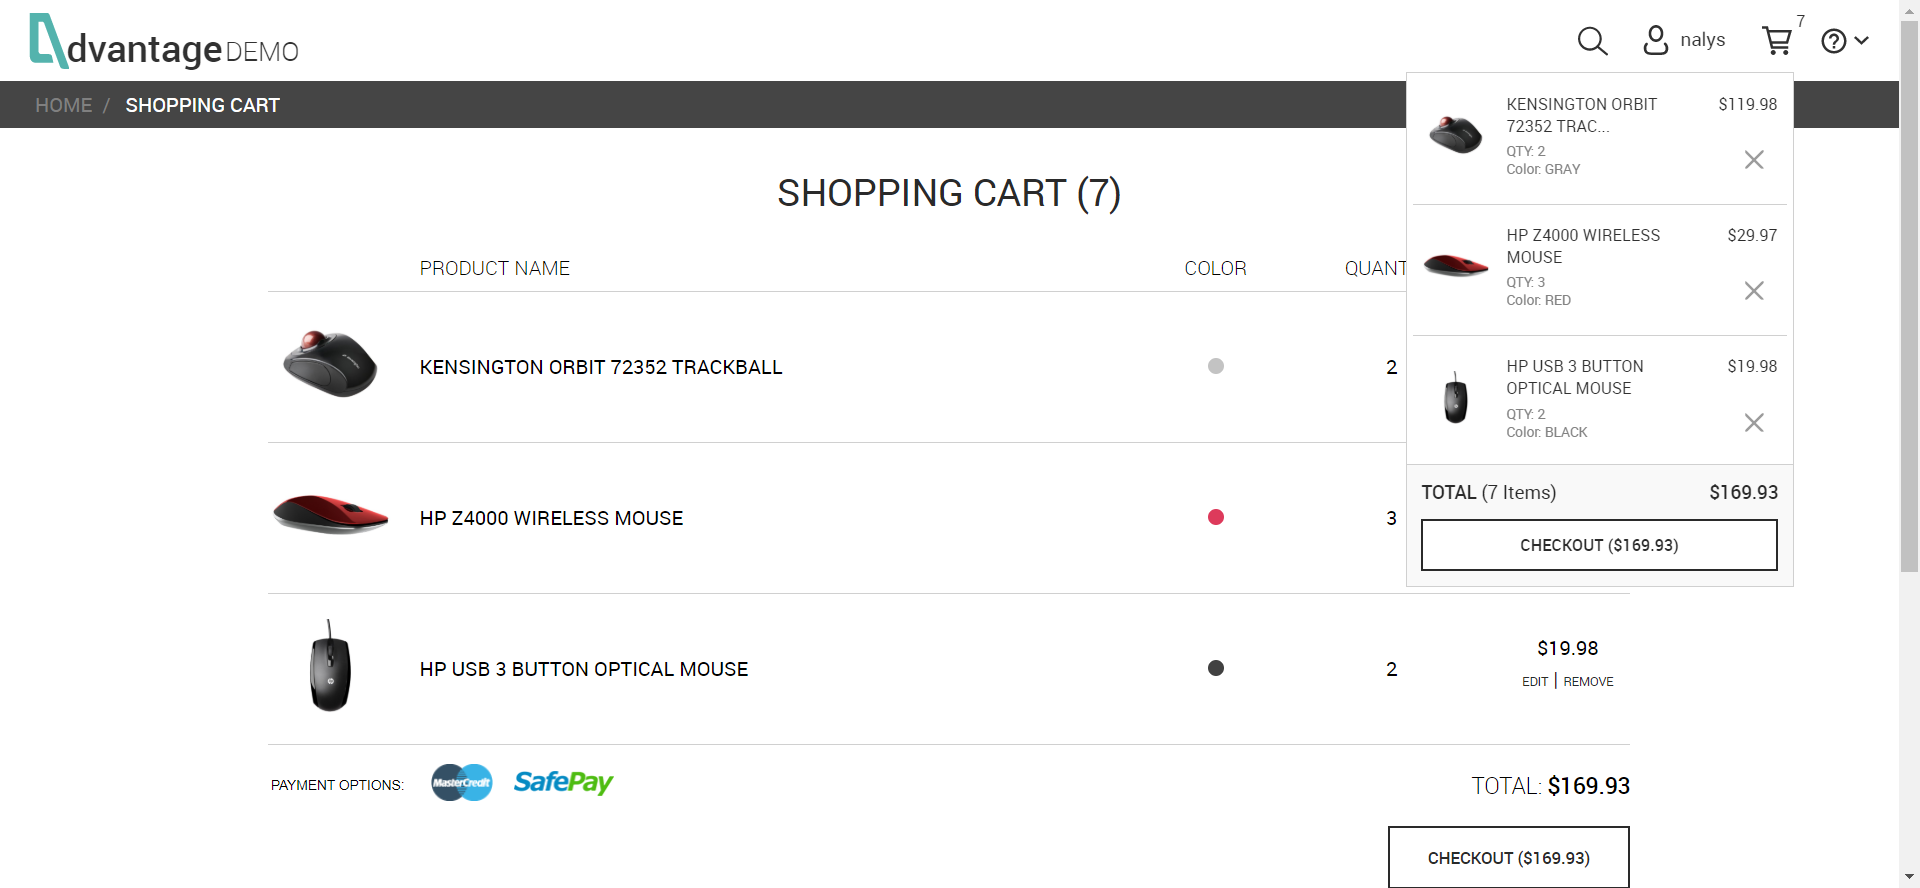 dvantage DEMO
nalys
7
HOME / SHOPPING CART
SHOPPING CART (7)
PRODUCT NAME
COLOR
QUANT
KENSINGTON ORBIT 72352 TRACKBALL
2
HP Z4000 WIRELESS MOUSE
3
HP USB 3 BUTTON OPTICAL MOUSE
2
$19.98
EDIT | REMOVE
PAYMENT OPTIONS:
MasterCredit
SafePay
TOTAL: $169.93
CHECKOUT ($169.93)
KENSINGTON ORBIT
72352 TRAC...
$119.98
QTY: 2
Color: GRAY
HP Z4000 WIRELESS
MOUSE
$29.97
QTY: 3
Color: RED
HP USB 3 BUTTON
OPTICAL MOUSE
$19.98
QTY: 2
Color: BLACK
TOTAL (7 Items)
$169.93
CHECKOUT ($169.93)